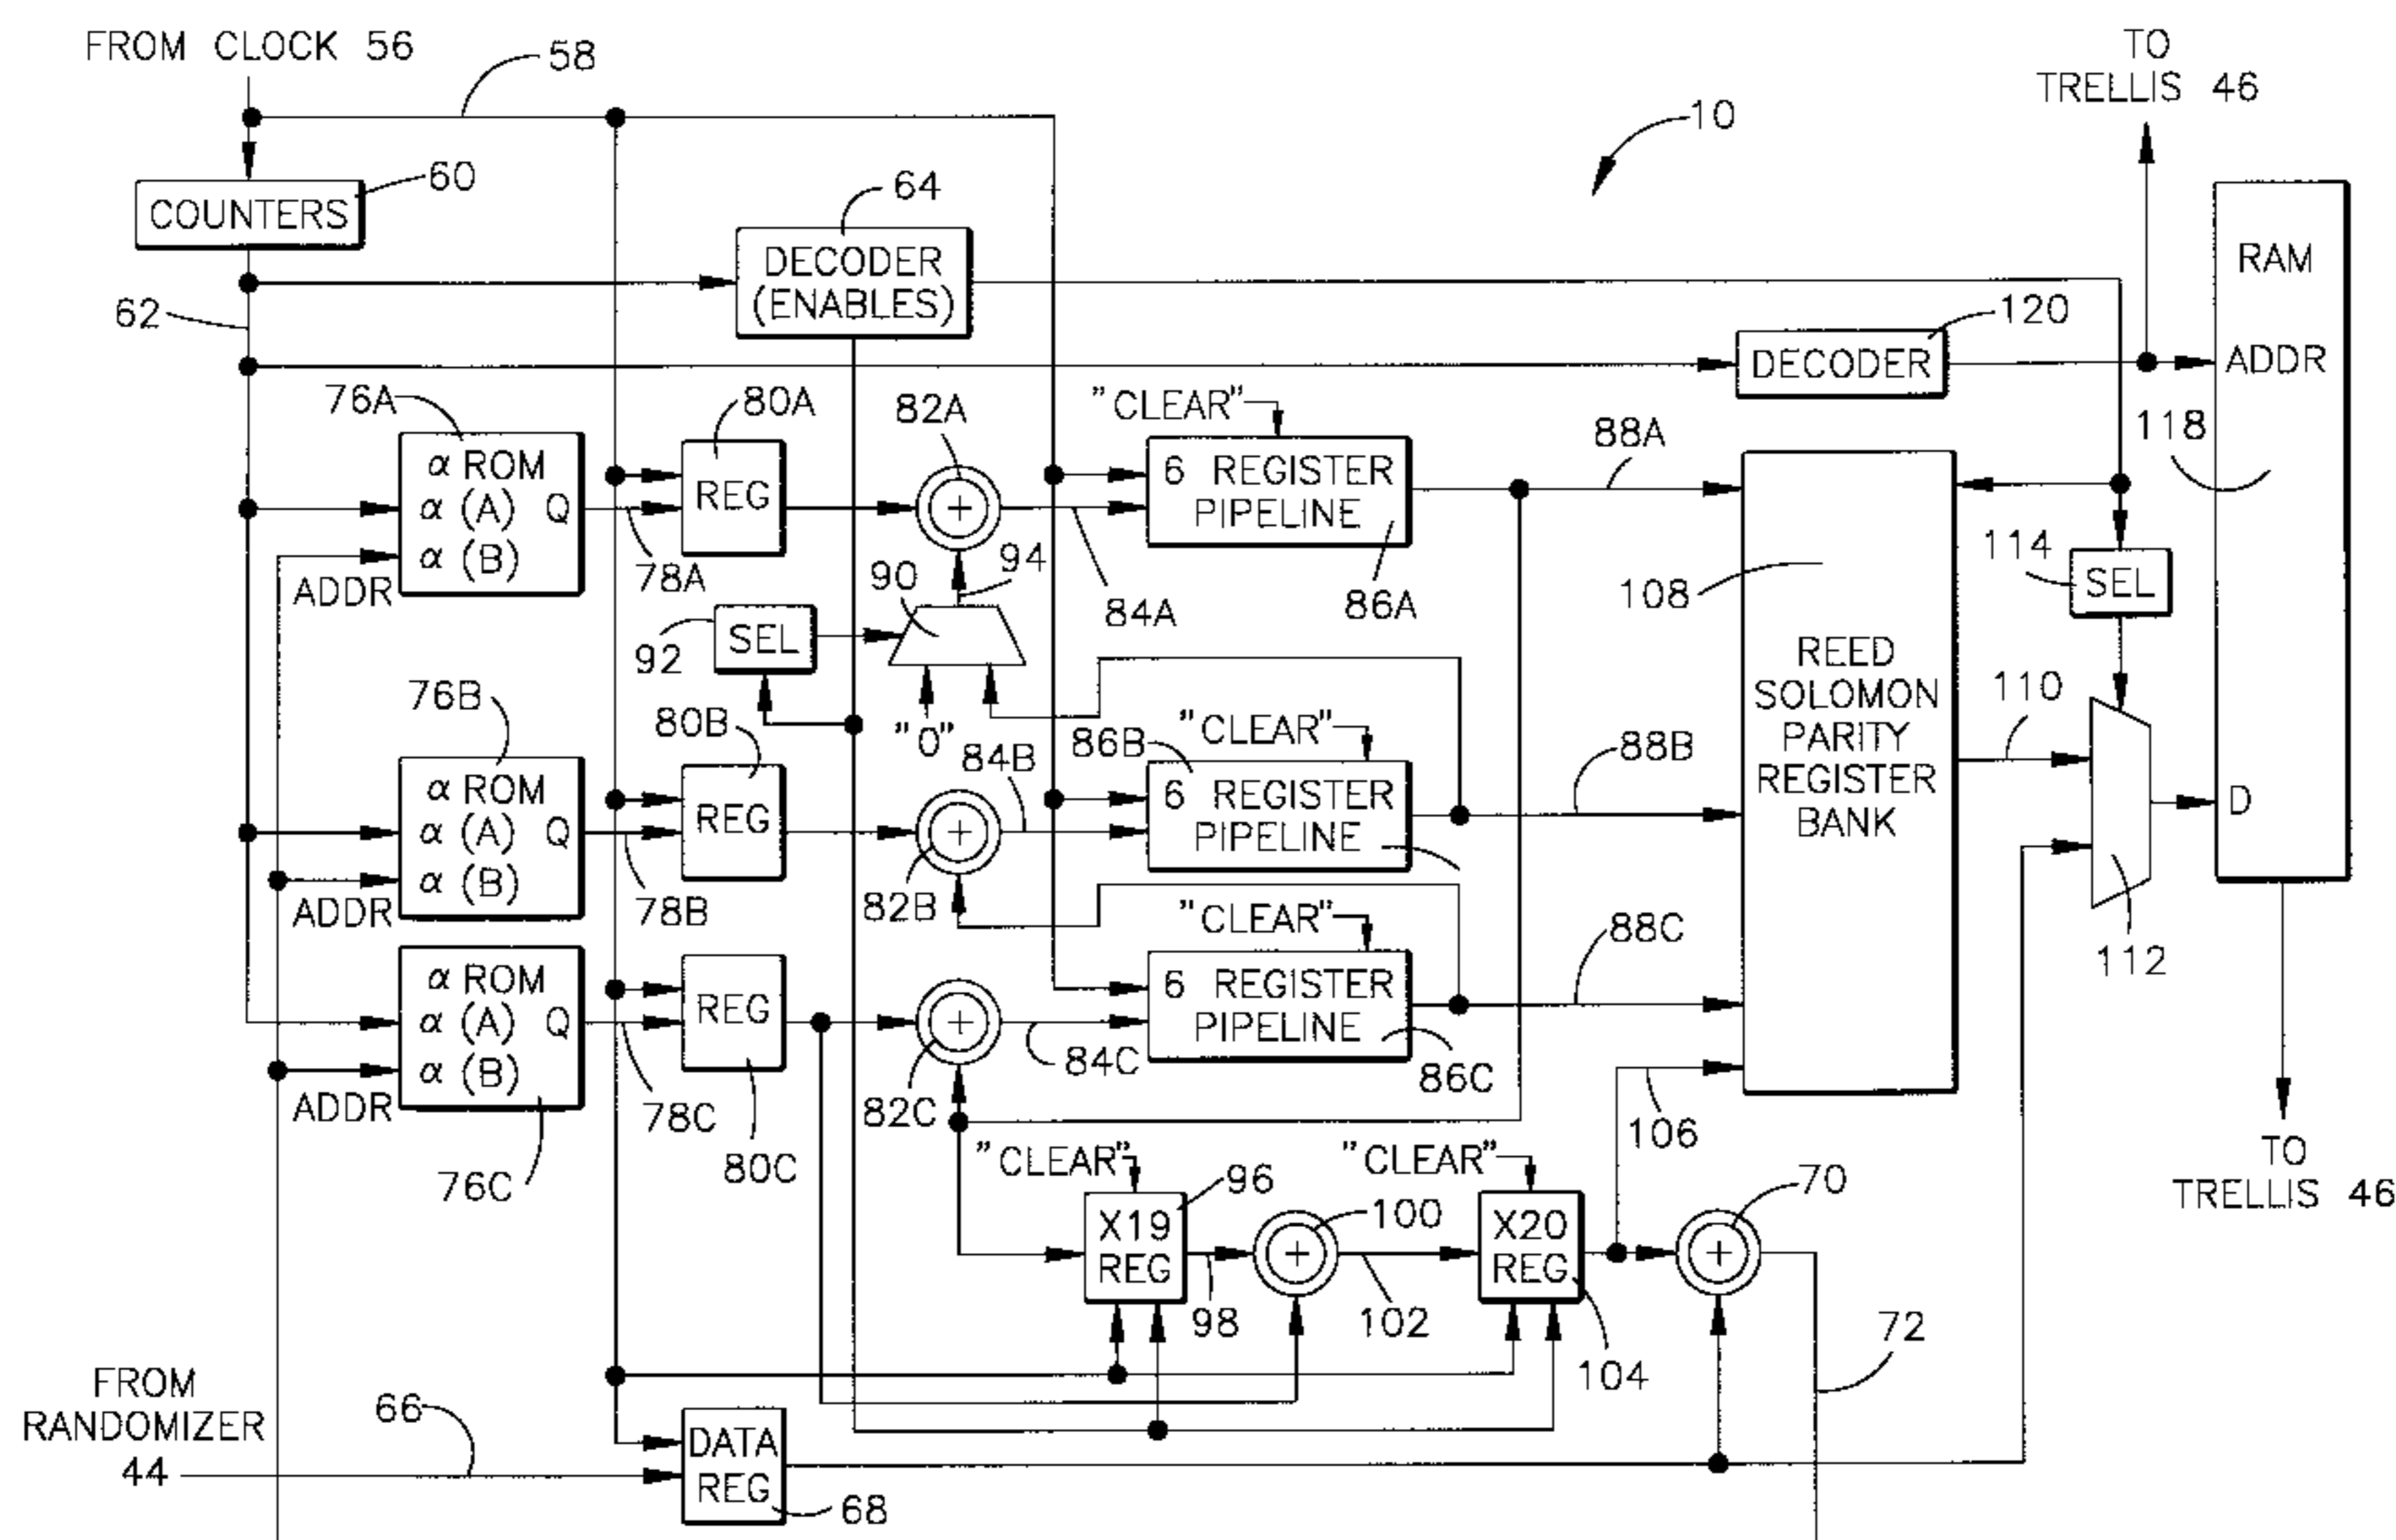 FROM CLOCK 56
58
TO
TRELLIS 46
10
COUNTERS
60
64
DECODER
(ENABLES)
RAM
62
120
DECODER
ADDR
76A
80A
82A
"CLEAR"
88A
118
α ROM
α (A) Q
α (B)
ADDR
78A
REG
+
6 REGISTER
PIPELINE
84A
86A
90
94
92
SEL
"0"
108
REED
SOLOMON
PARITY
REGISTER
BANK
114
SEL
110
76B
80B
84B
86B
"CLEAR"
88B
α ROM
α (A) Q
α (B)
ADDR
78B
REG
+
82B
6 REGISTER
PIPELINE
D
112
"CLEAR"
88C
α ROM
α (A) Q
α (B)
ADDR
76C
78C
REG
80C
+
82C
84C
6 REGISTER
PIPELINE
86C
106
"CLEAR"
96
X19
REG
98
100
+
102
"CLEAR"
X20
REG
104
70
+
72
TO
TRELLIS 46
FROM
RANDOMIZER
44
66
DATA
REG
68